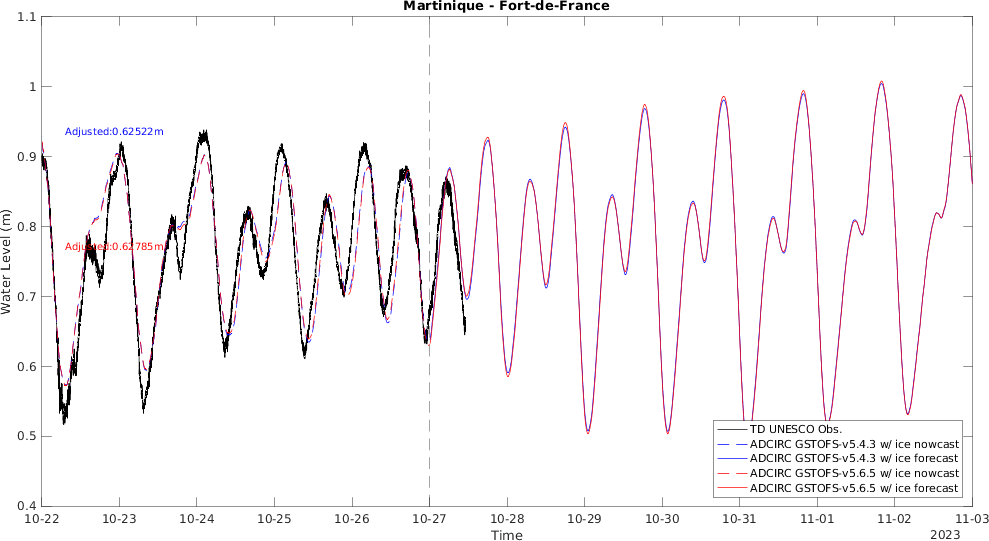 Martinique - Fort-de-France
1.1
1
0.9
0.8
0.7
0.6
0.5
0.4
Water Level (m)
Adjusted:0.62522m
Adjusted:0.62785m
TD UNESCO Obs.
ADCIRC GSTOFS-v5.4.3 w/ ice nowcast
ADCIRC GSTOFS-v5.4.3 w/ ice forecast
ADCIRC GSTOFS-v5.6.5 w/ ice nowcast
ADCIRC GSTOFS-v5.6.5 w/ ice forecast
10-22 10-23 10-24 10-25 10-26 10-27 10-28 10-29 10-30 10-31 11-01 11-02 11-03
Time
2023